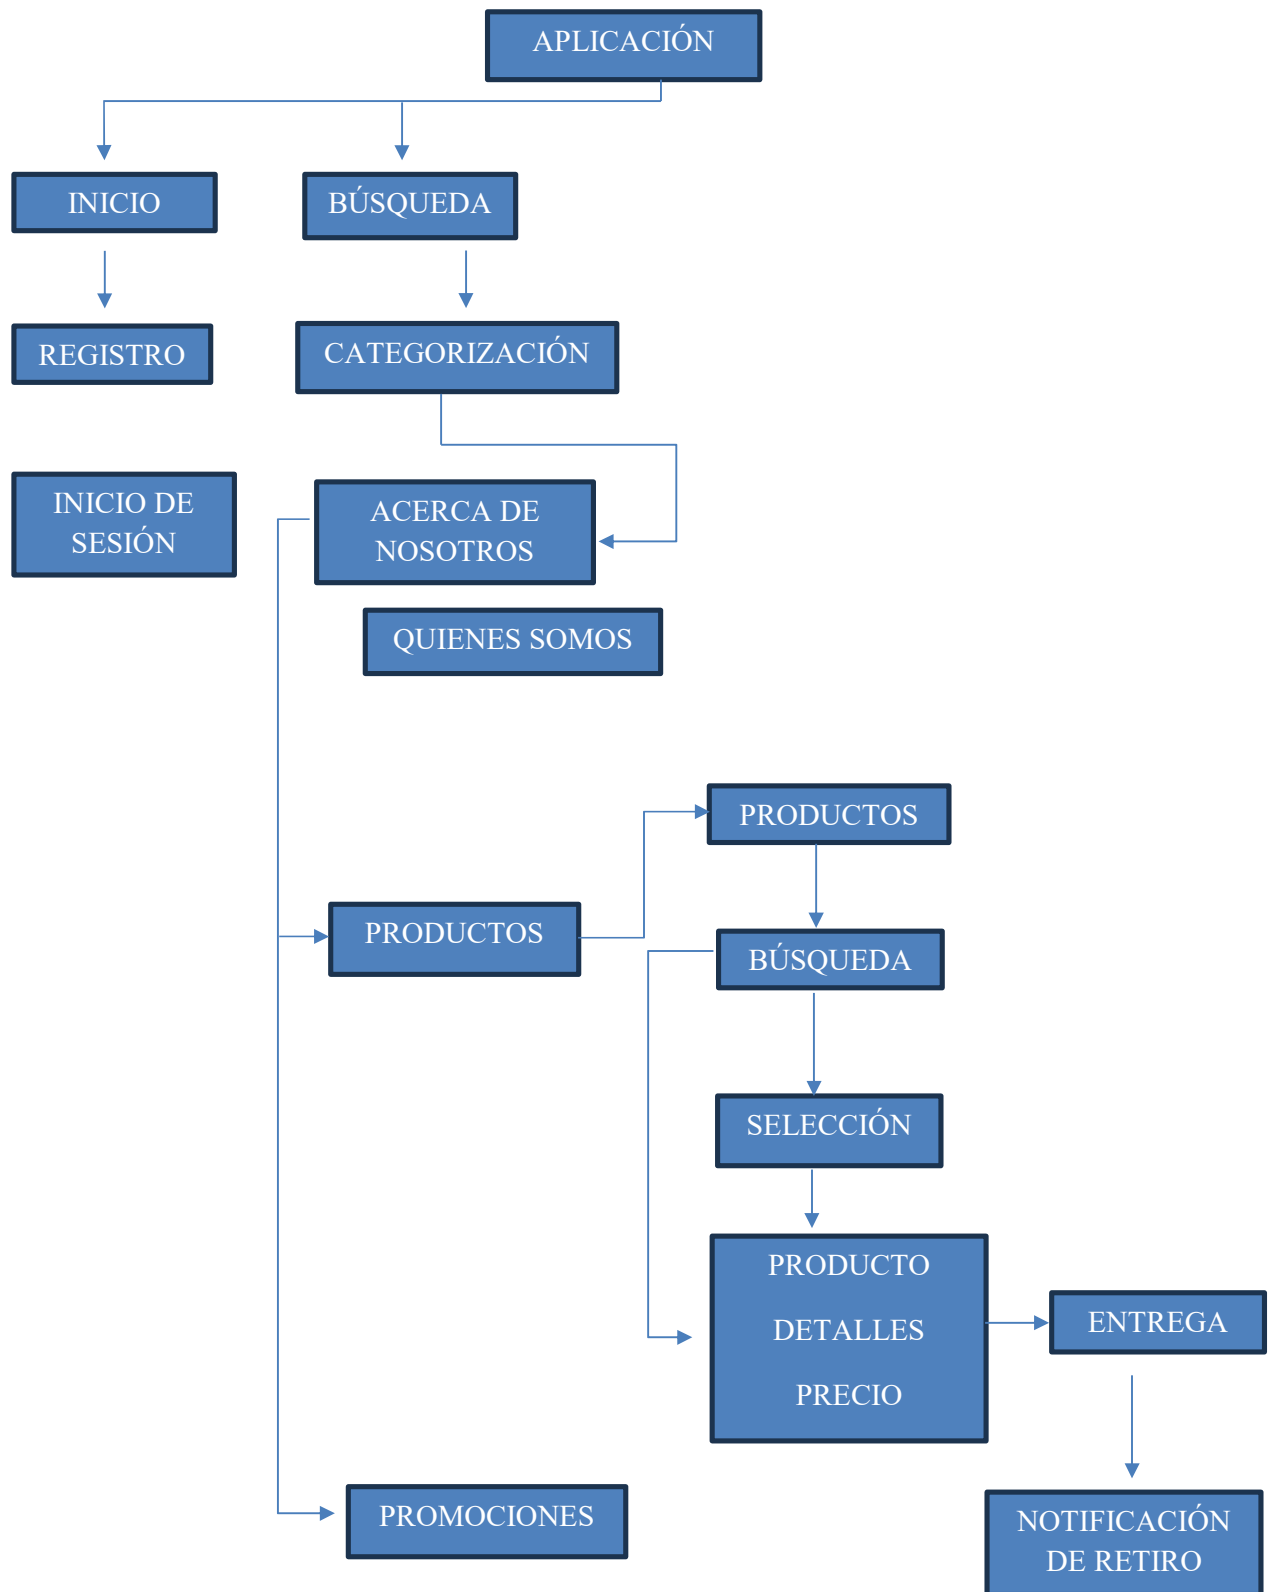 APLICACIÓN
INICIO
BÚSQUEDA
REGISTRO
CATEGORIZACIÓN
INICIO DE
SESIÓN
ACERCA DE
NOSOTROS
QUIENES SOMOS
PRODUCTOS
PRODUCTOS
BÚSQUEDA
SELECCIÓN
PRODUCTO
DETALLES
PRECIO
ENTREGA
PROMOCIONES
NOTIFICACIÓN
DE RETIRO